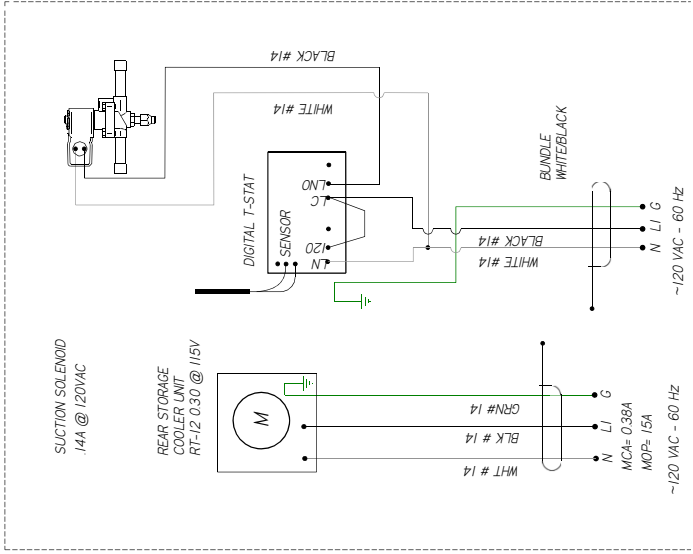 SUCTION SOLENOID
.14A @ 120VAC
REAR STORAGE
COOLER UNIT
RT-12 0.30 @ 115V
M
WHT # 14
BLK # 14
GRN# 14
N
L1
G
MCA= 0.38A
MOP= 15A
~120 VAC - 60 Hz
DIGITAL T-STAT
SENSOR
LN
120
LC
LNO
BLACK #14
WHITE #14
WHITE #14
BLACK #14
BUNDLE
WHITE/BLACK
N
L1
G
~120 VAC - 60 Hz